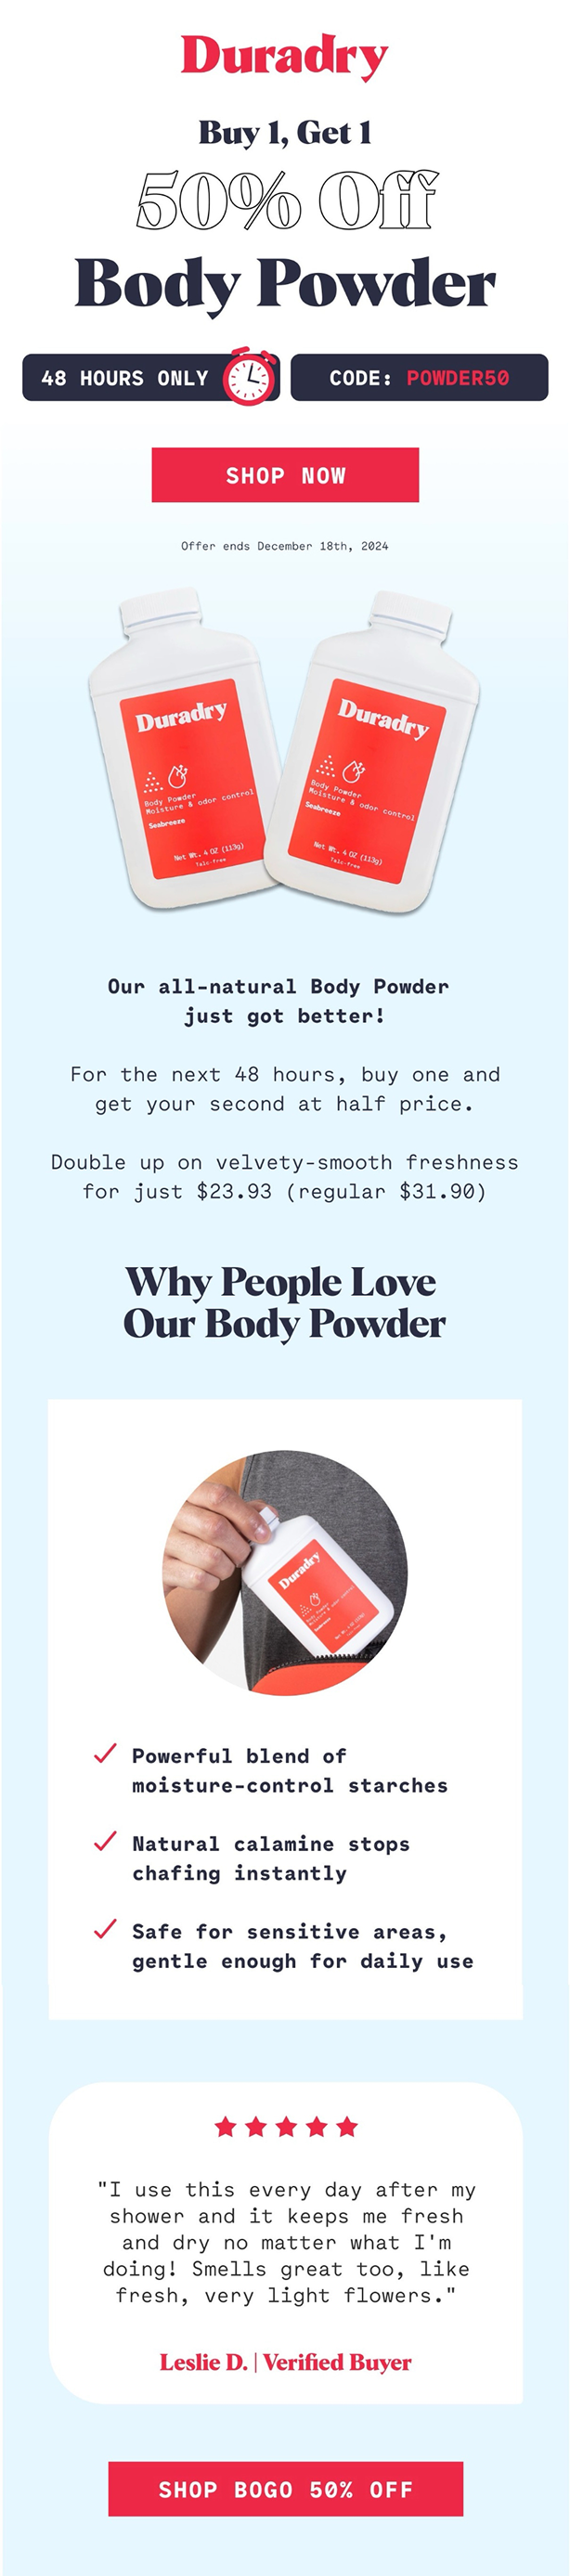 Duradry
Buy 1, Get 1
50% Off
Body Powder
48 HOURS ONLY
CODE: POWDER50
SHOP NOW
Offer ends December 18th, 2024
Duradry
Body Powder
Moisture & odor control
Seabreeze
Net Wt. 4 OZ (113g)
Talc-free
Duradry
Body Powder
Moisture & odor control
Seabreeze
Net Wt. 4 OZ (113g)
Talc-free
Our all-natural Body Powder
just got better!
For the next 48 hours, buy one and
get your second at half price.
Double up on velvety-smooth freshness
for just $23.93 (regular $31.90)
Why People Love
Our Body Powder
Duradry
Body Powder
Moisture & odor control
Seabreeze
Powerful blend of
moisture-control starches
Natural calamine stops
chafing instantly
Safe for sensitive areas,
gentle enough for daily use
"I use this every day after my
shower and it keeps me fresh
and dry no matter what I'm
doing! Smells great too, like
fresh, very light flowers."
Leslie D. | Verified Buyer
SHOP BOGO 50% OFF